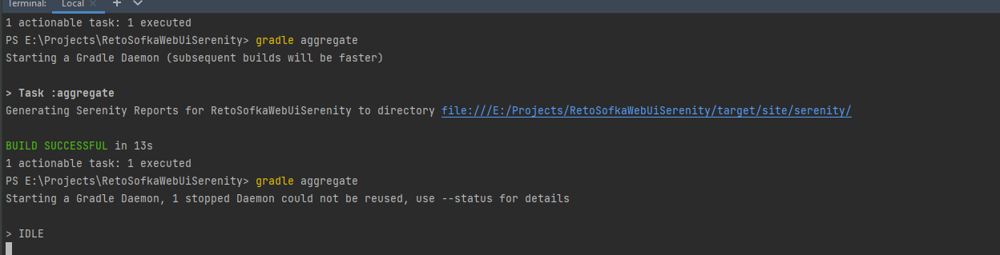 Terminal: Local × + ∨
1 actionable task: 1 executed
PS E:\Projects\RetoSofkaWebUiSerenity> gradle aggregate
Starting a Gradle Daemon (subsequent builds will be faster)
> Task :aggregate
Generating Serenity Reports for RetoSofkaWebUiSerenity to directory file:///E:/Projects/RetoSofkaWebUiSerenity/target/site/serenity/
BUILD SUCCESSFUL in 13s
1 actionable task: 1 executed
PS E:\Projects\RetoSofkaWebUiSerenity> gradle aggregate
Starting a Gradle Daemon, 1 stopped Daemon could not be reused, use --status for details
> IDLE